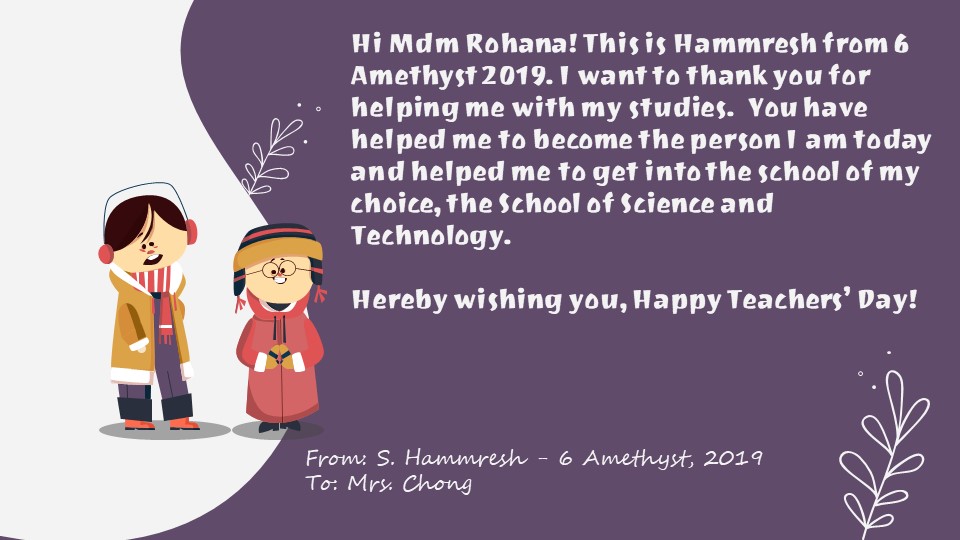 Hi Mdm Rohana! This is Hammresh from 6
Amethyst 2019. I want to thank you for
helping me with my studies.  You have
helped me to become the person I am today
and helped me to get into the school of my
choice, the School of Science and
Technology.
Hereby wishing you, Happy Teachers’ Day!
From: S. Hammresh - 6 Amethyst, 2019
To: Mrs. Chong